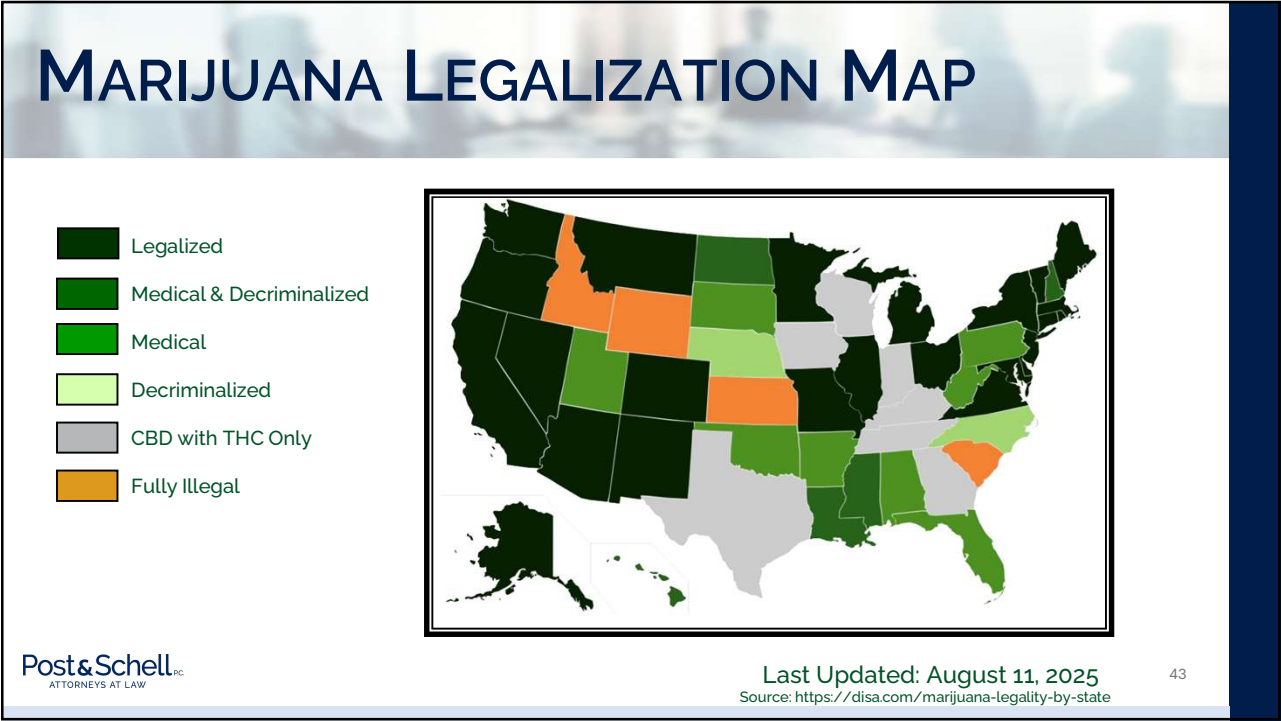 MARIJUANA LEGALIZATION MAP
Legalized
Medical & Decriminalized
Medical
Decriminalized
CBD with THC Only
Fully Illegal
Post & Schell P.C.
ATTORNEYS AT LAW
Last Updated: August 11, 2025
Source: https://disa.com/marijuana-legality-by-state
43